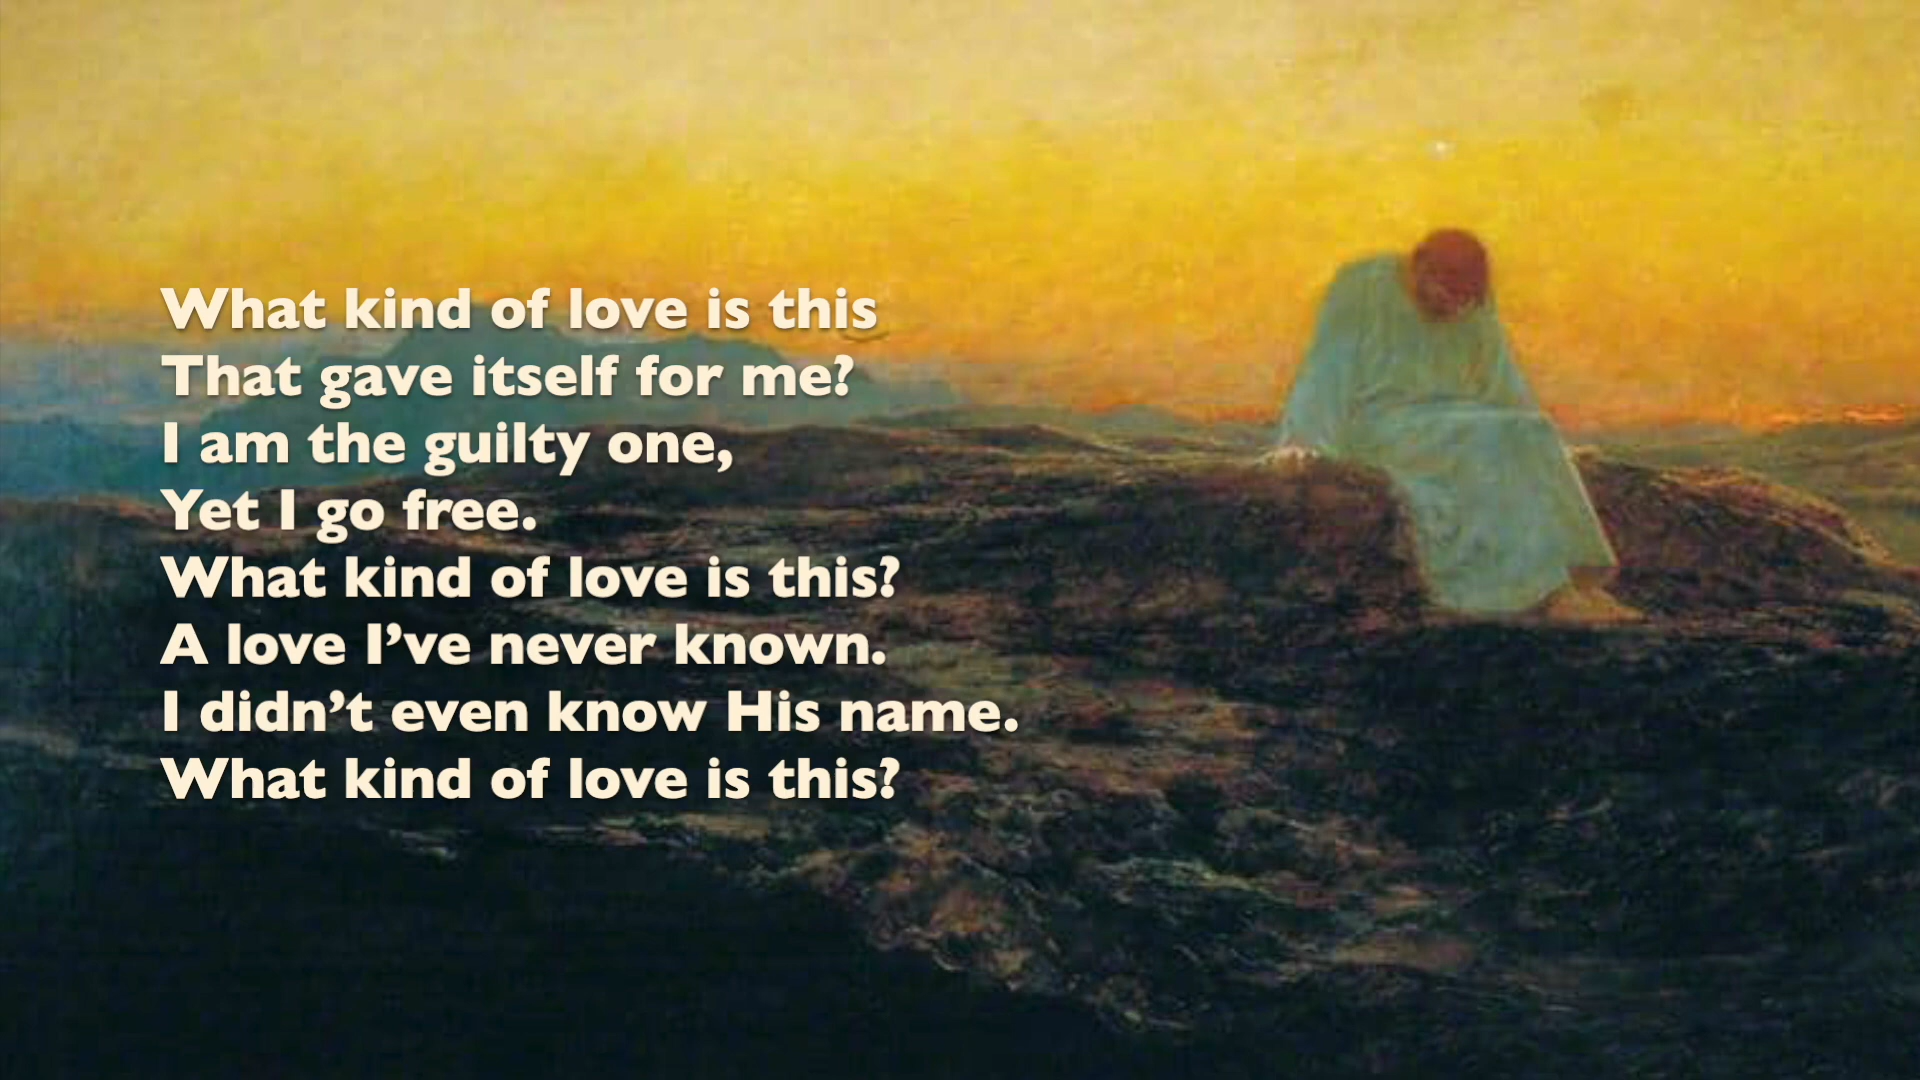 What kind of love is this
That gave itself for me?
I am the guilty one,
Yet I go free.
What kind of love is this?
A love I’ve never known.
I didn’t even know His name.
What kind of love is this?